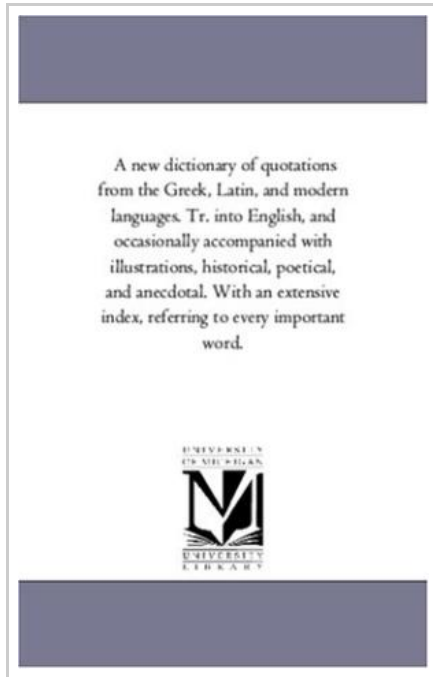 A new dictionary of quotations
from the Greek, Latin, and modern
languages. Tr. into English, and
occasionally accompanied with
illustrations, historical, poetical,
and anecdotal. With an extensive
index, referring to every important
word.
UNIVERSITY
OF MICHIGAN
UNIVERSITY
LIBRARY